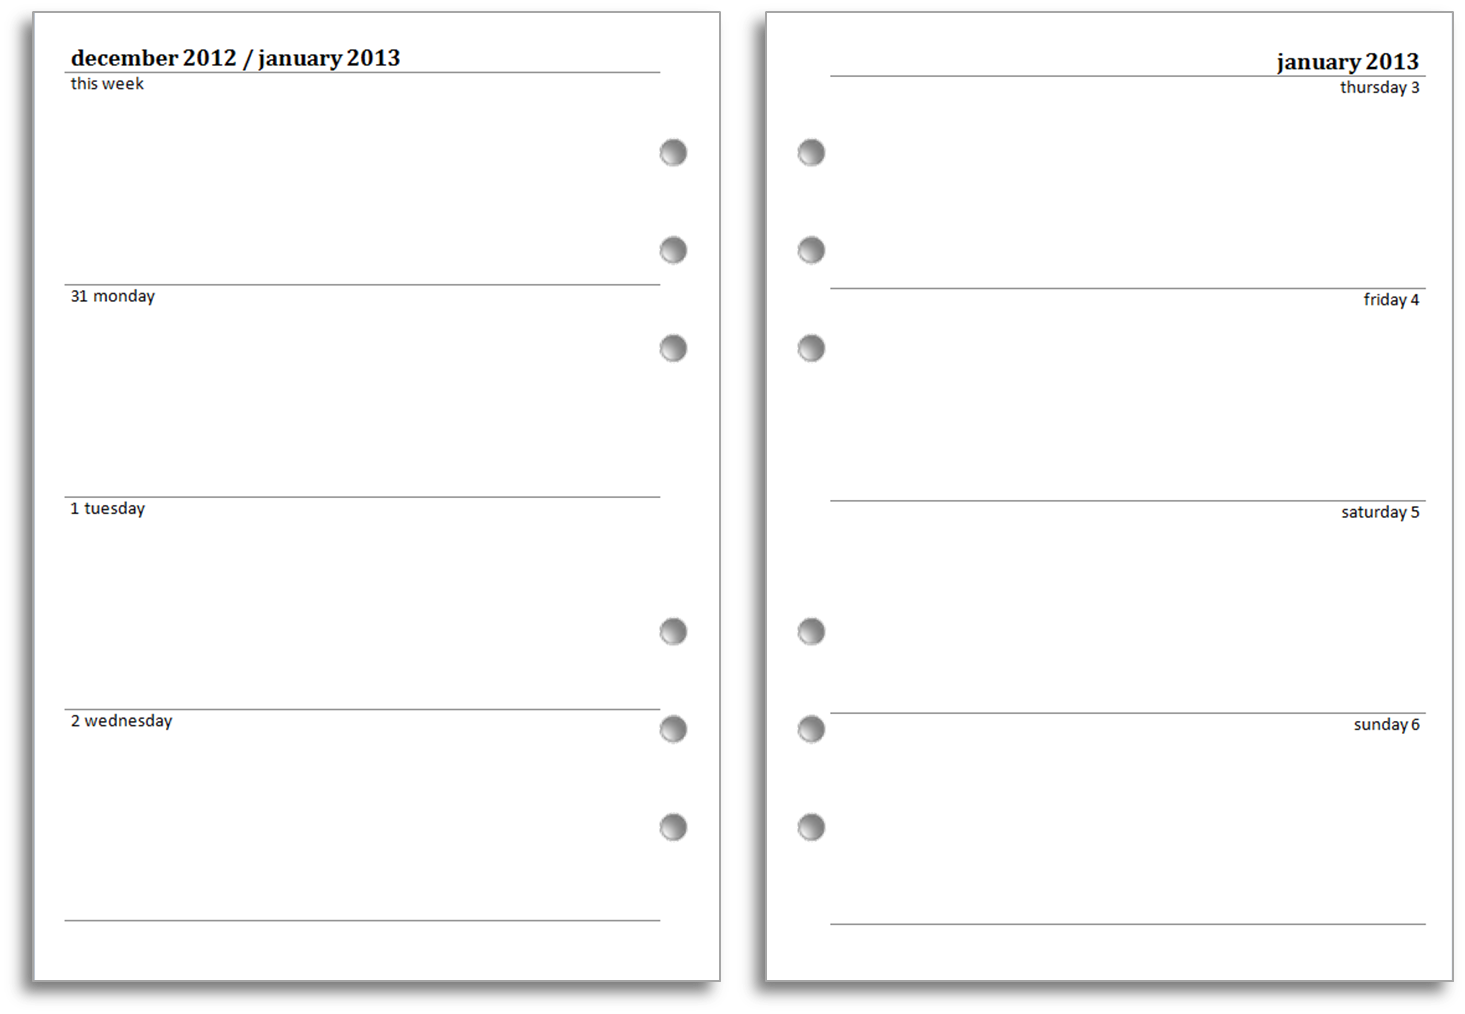 december 2012 / january 2013
this week
31 monday
1 tuesday
2 wednesday
january 2013
thursday 3
friday 4
saturday 5
sunday 6